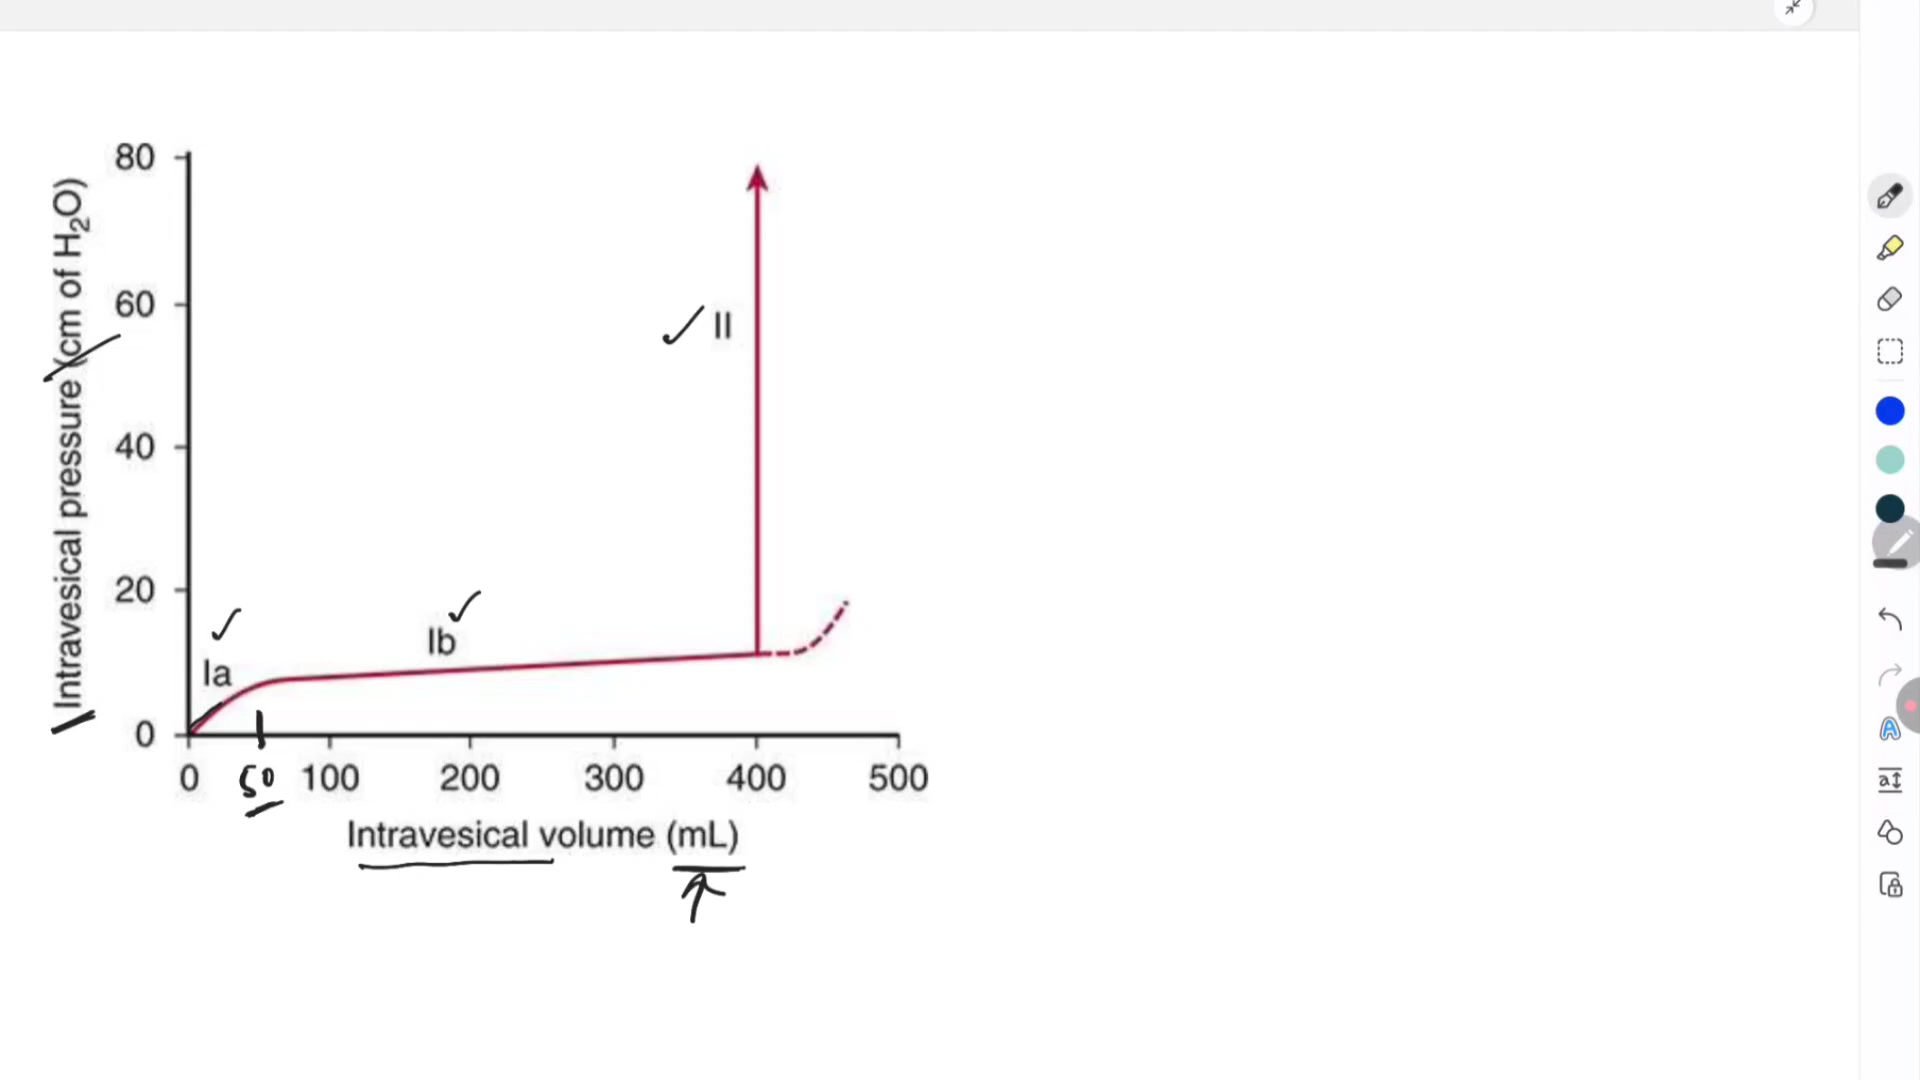 80
60
40
20
0
Intravesical pressure (cm of H₂O)
II
Ib
Ia
0 50 100 200 300 400 500
Intravesical volume (mL)
A
a